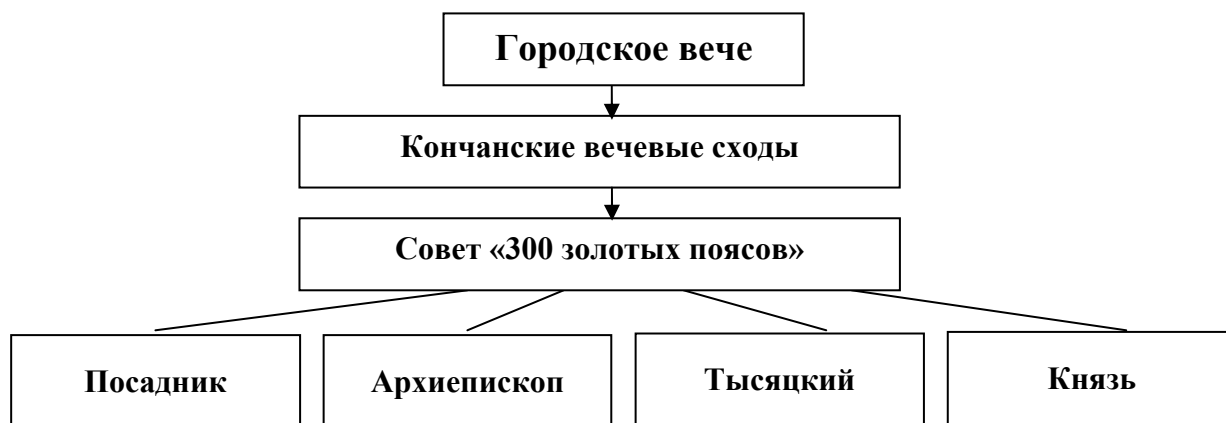 Городское вече
Кончанские вечевые сходы
Совет «300 золотых поясов»
Посадник
Архиепископ
Тысяцкий
Князь